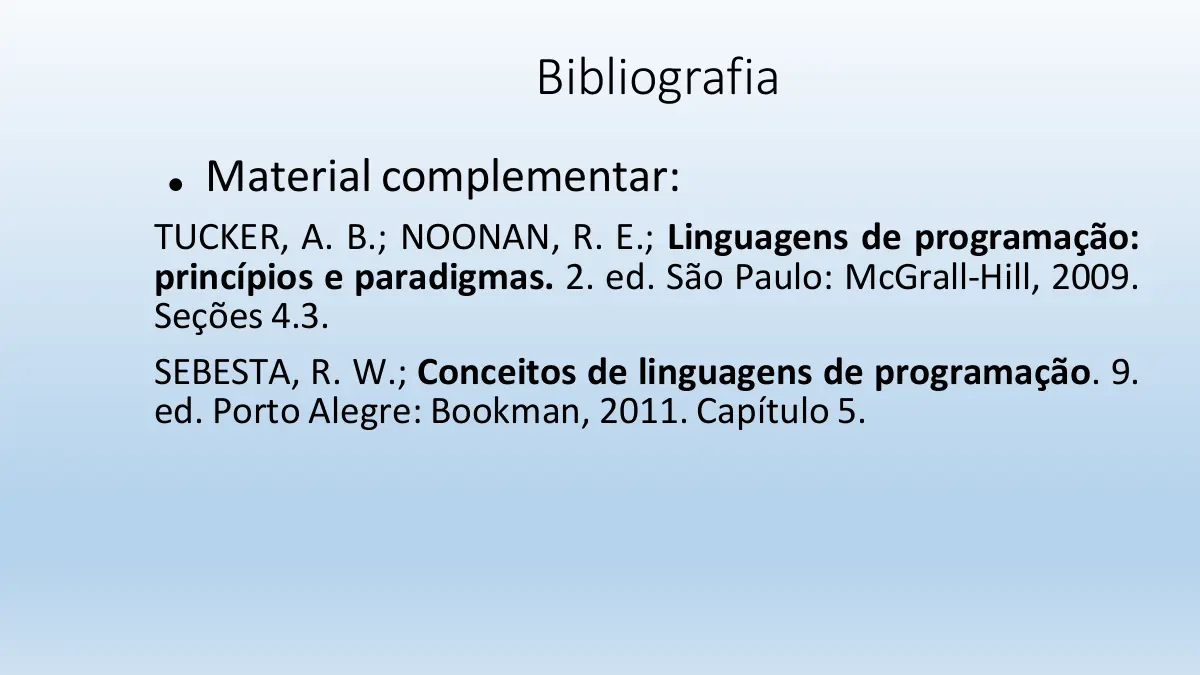 Bibliografia
• Material complementar:
TUCKER, A. B.; NOONAN, R. E.; Linguagens de programação:
princípios e paradigmas. 2. ed. São Paulo: McGrall-Hill, 2009.
Seções 4.3.
SEBESTA, R. W.; Conceitos de linguagens de programação. 9.
ed. Porto Alegre: Bookman, 2011. Capítulo 5.